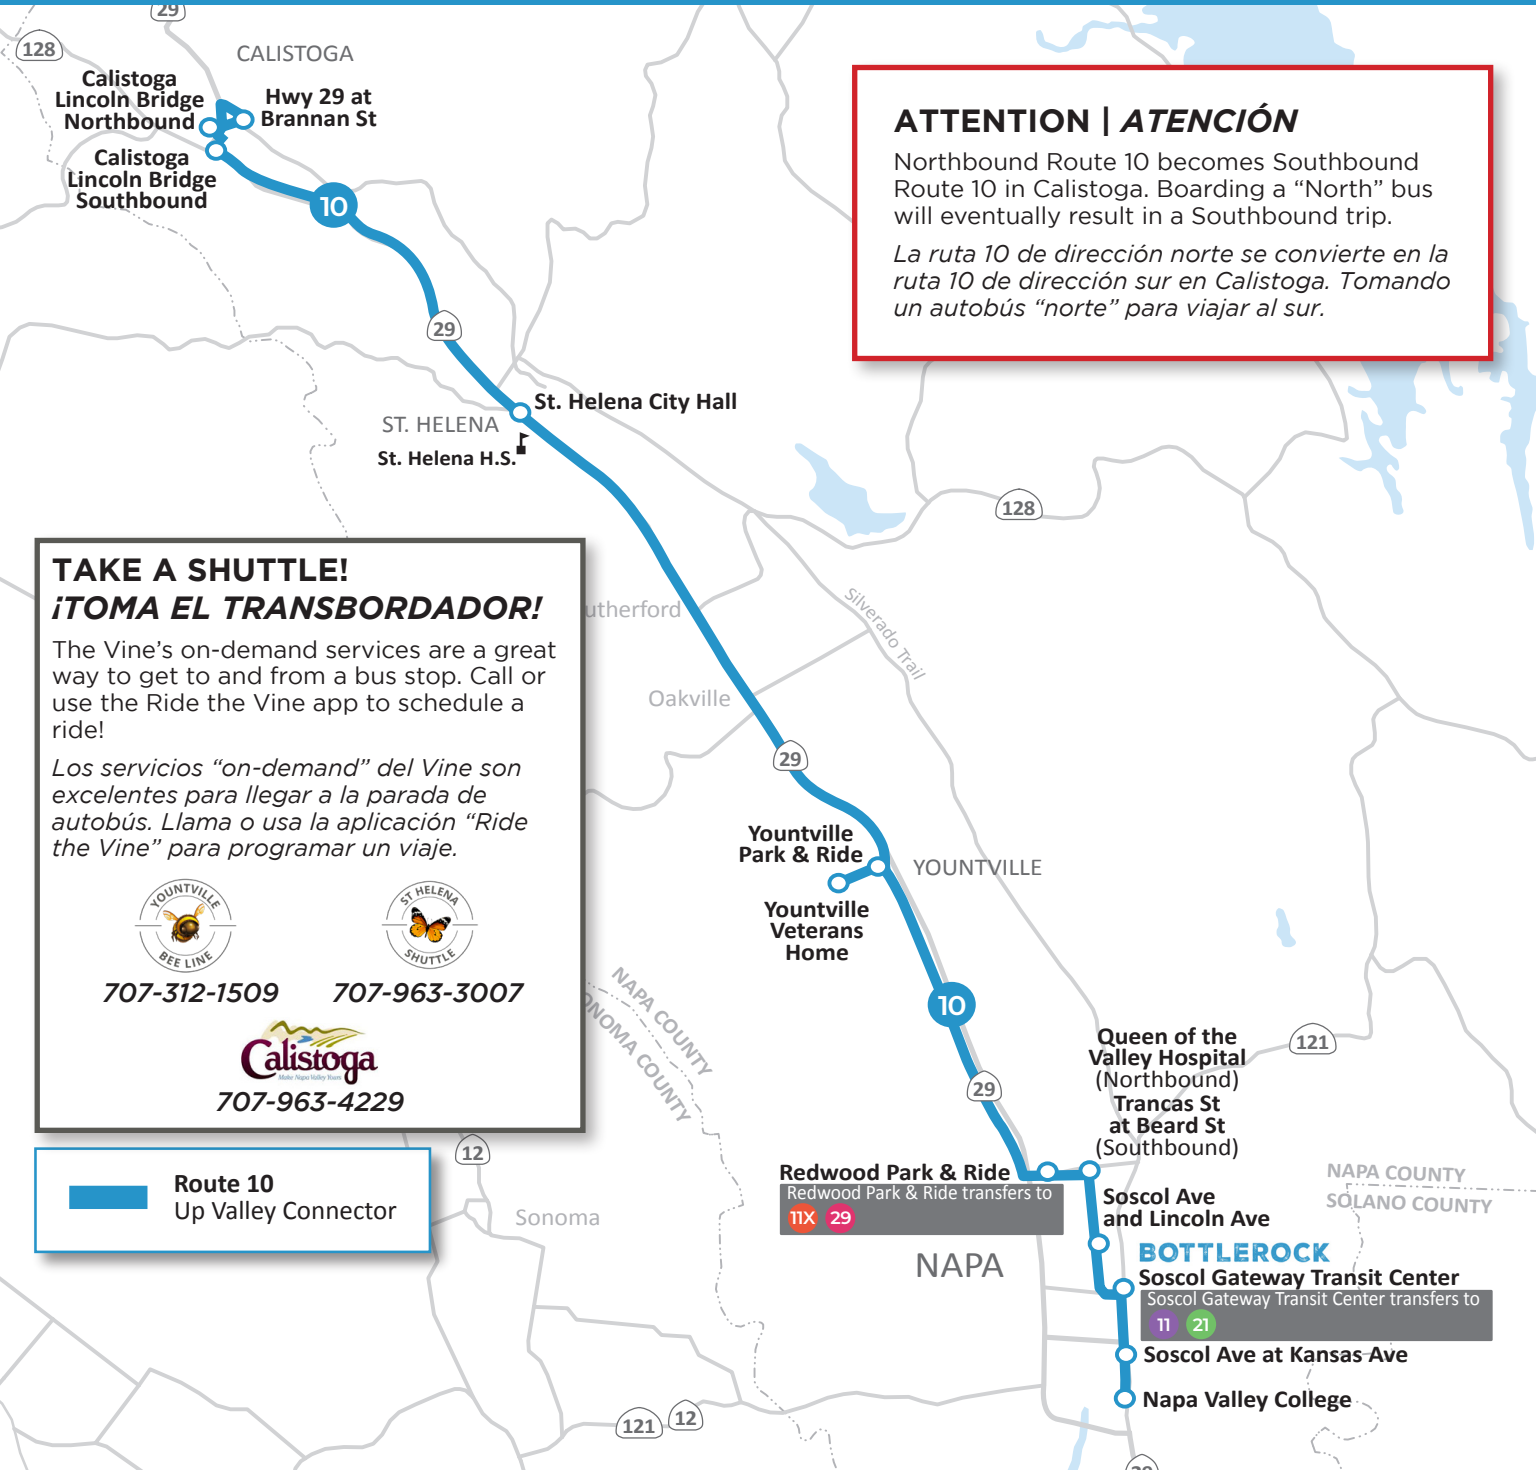 29
128
CALISTOGA
Calistoga
Lincoln Bridge
Northbound
Hwy 29 at
Brannan St
Calistoga
Lincoln Bridge
Southbound
10
29
ATTENTION | ATENCIÓN
Northbound Route 10 becomes Southbound
Route 10 in Calistoga. Boarding a “North” bus
will eventually result in a Southbound trip.
La ruta 10 de dirección norte se convierte en la
ruta 10 de dirección sur en Calistoga. Tomando
un autobús “norte” para viajar al sur.
St. Helena City Hall
ST. HELENA
St. Helena H.S.
128
TAKE A SHUTTLE!
¡TOMA EL TRANSBORDADOR!
The Vine’s on-demand services are a great
way to get to and from a bus stop. Call or
use the Ride the Vine app to schedule a
ride!
Los servicios “on-demand” del Vine son
excelentes para llegar a la parada de
autobús. Llama o usa la aplicación “Ride
the Vine” para programar un viaje.
YOUNTVILLE
BEE LINE
707-312-1509
ST HELENA
SHUTTLE
707-963-3007
Calistoga
Make Napa Valley Yours
707-963-4229
utherford
Silverado Trail
Oakville
29
Yountville
Park & Ride
YOUNTVILLE
Yountville
Veterans
Home
NAPA COUNTY
ONOMA COUNTY
10
29
Queen of the
Valley Hospital
(Northbound)
Trancas St
at Beard St
(Southbound)
121
Route 10
Up Valley Connector
12
Sonoma
Redwood Park & Ride
Redwood Park & Ride transfers to
11X 29
NAPA COUNTY
SOLANO COUNTY
Soscol Ave
and Lincoln Ave
NAPA
BOTTLEROCK
Soscol Gateway Transit Center
Soscol Gateway Transit Center transfers to
11 21
Soscol Ave at Kansas Ave
Napa Valley College
121
12